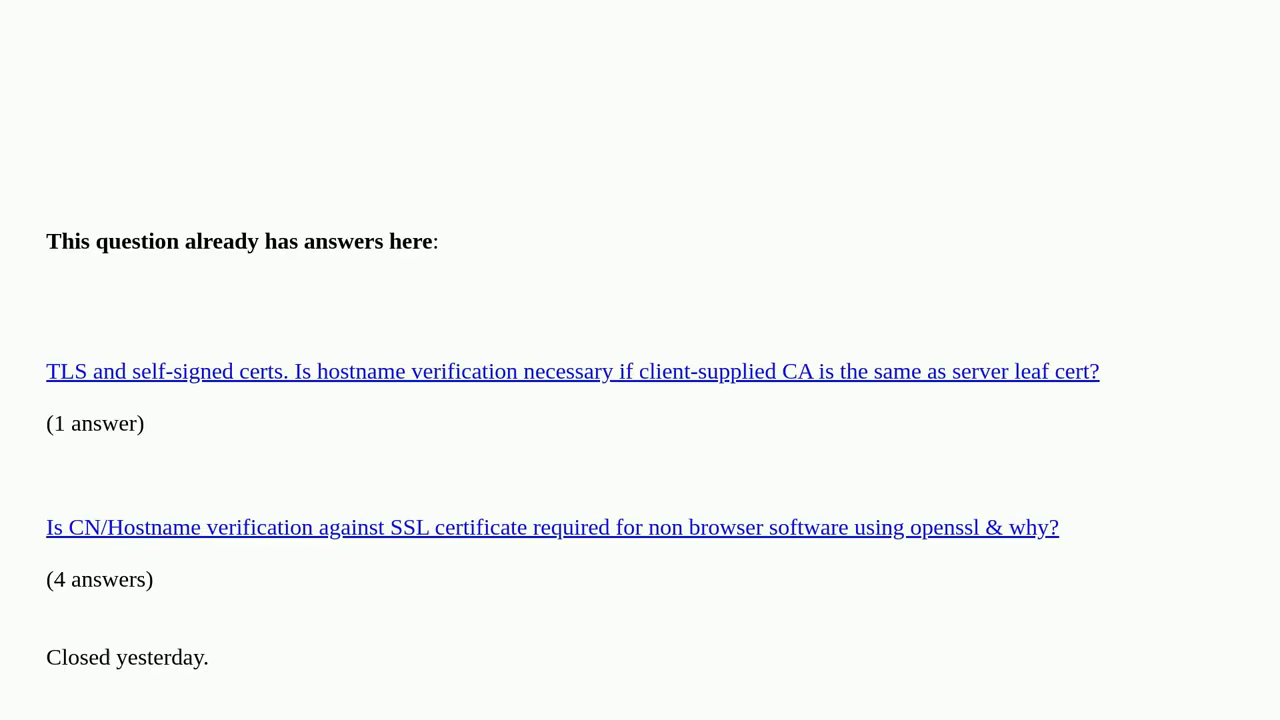 This question already has answers here:
TLS and self-signed certs. Is hostname verification necessary if client-supplied CA is the same as server leaf cert?
(1 answer)
Is CN/Hostname verification against SSL certificate required for non browser software using openssl & why?
(4 answers)
Closed yesterday.